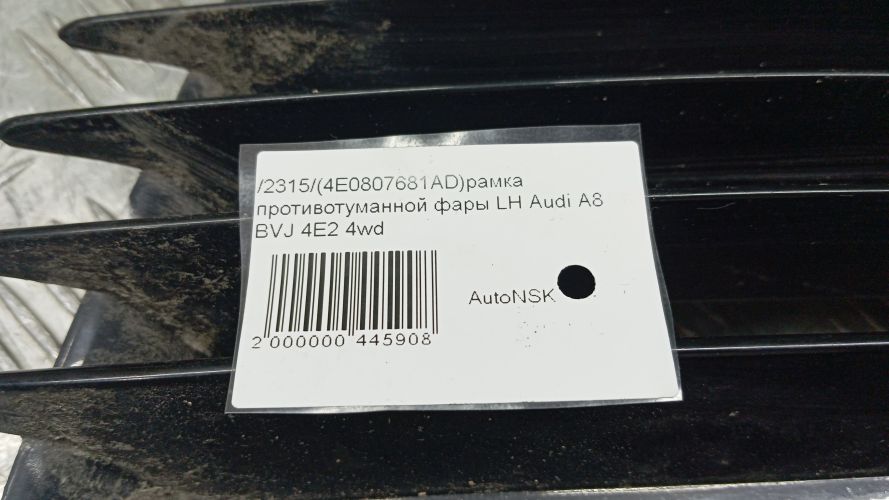 /2315/(4E0807681AD)рамка
противотуманной фары LH Audi A8
BVJ 4E2 4wd
AutoNSK
2 000000 445908